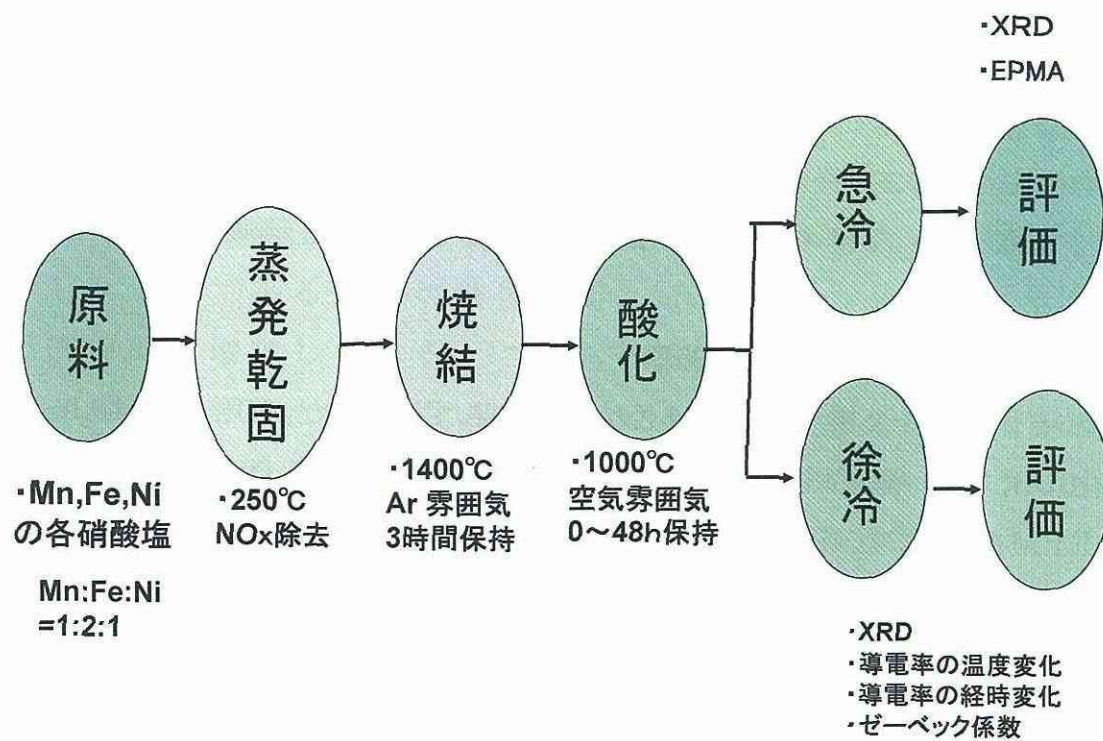 ・XRD
・EPMA
急冷
評価
原料
蒸発乾固
焼結
酸化
・Mn,Fe,Ni
の各硝酸塩
Mn:Fe:Ni
=1:2:1
・250℃
NOx除去
・1400℃
Ar 雰囲気
3時間保持
・1000℃
空気雰囲気
0～48h保持
徐冷
評価
・XRD
・導電率の温度変化
・導電率の経時変化
・ゼーベック係数